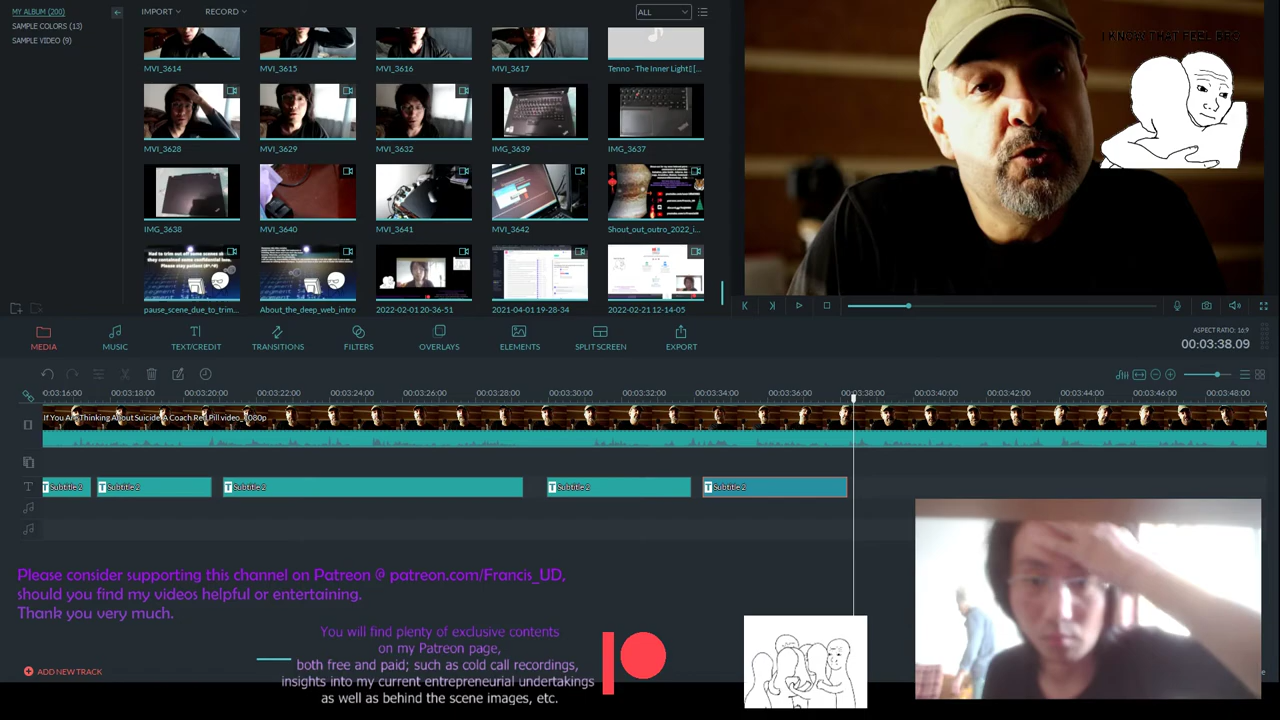 MY ALBUM (200)
SAMPLE COLORS (13)
SAMPLE VIDEO (9)
IMPORT
RECORD
ALL
MVI_3614
MVI_3615
MVI_3616
MVI_3617
Tenno - The Inner Light
MVI_3628
MVI_3629
MVI_3632
IMG_3639
IMG_3637
IMG_3638
MVI_3640
MVI_3641
MVI_3642
Shout_out_outro_2022_i...
pause_scene_due_to_trim...
About_the_deep_web_intro
2022-02-01 20-36-51
2021-04-01 19-28-34
2022-02-21 12-14-05
I KNOW THAT FEEL BRO
MEDIA
MUSIC
TEXT/CREDIT
TRANSITIONS
FILTERS
OVERLAYS
ELEMENTS
SPLIT SCREEN
EXPORT
ASPECT RATIO: 16:9
00:03:38.09
0:03:16:00
00:03:18:00
00:03:20:00
00:03:22:00
00:03:24:00
00:03:26:00
00:03:28:00
00:03:30:00
00:03:32:00
00:03:34:00
00:03:36:00
00:03:38:00
00:03:40:00
00:03:42:00
00:03:44:00
00:03:46:00
00:03:48:00
If You Are Thinking About Suicide A Coach Red Pill video_1080p
T Subtitle 2
T Subtitle 2
T Subtitle 2
T Subtitle 2
T Subtitle 2
Please consider supporting this channel on Patreon @ patreon.com/Francis_UD,
should you find my videos helpful or entertaining.
Thank you very much.
You will find plenty of exclusive contents
on my Patreon page,
both free and paid; such as cold call recordings,
insights into my current entrepreneurial undertakings
as well as behind the scene images, etc.
ADD NEW TRACK